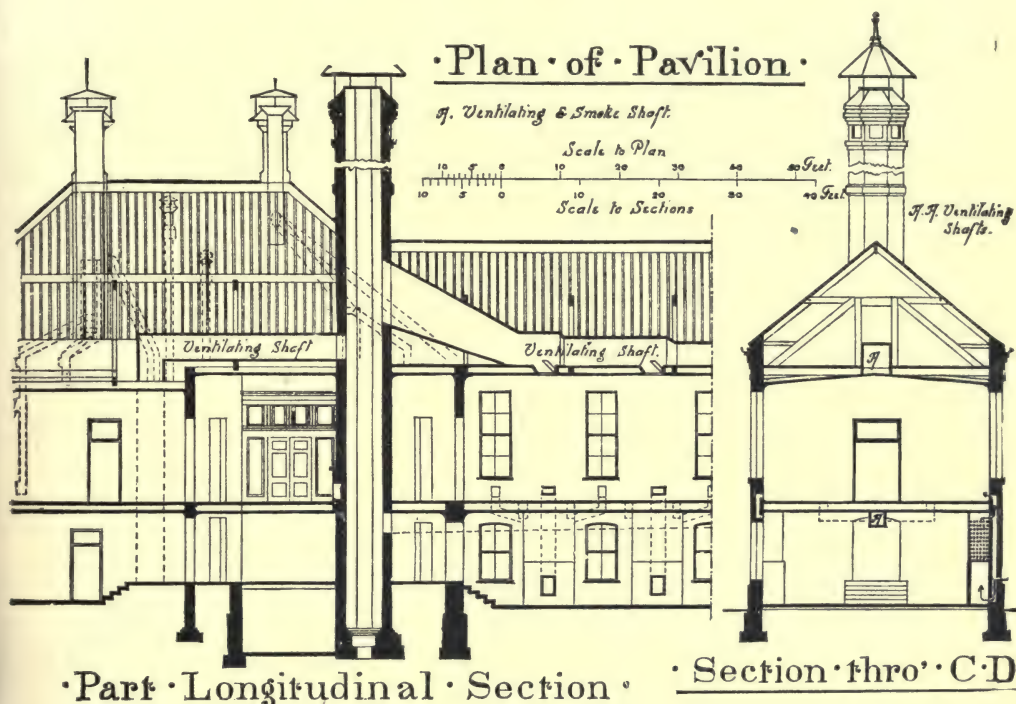 ·Plan·of·Pavilion·
A. Ventilating & Smoke Shaft.
Scale to Plan
10 5 0 10 20 30 40 50 Feet.
10 5 0 10 20 30 40 Feet
Scale to Sections
A.A. Ventilating
Shafts.
Ventilating Shaft
Ventilating Shaft.
A
A
·Part·Longitudinal·Section·
·Section·thro'·C·D